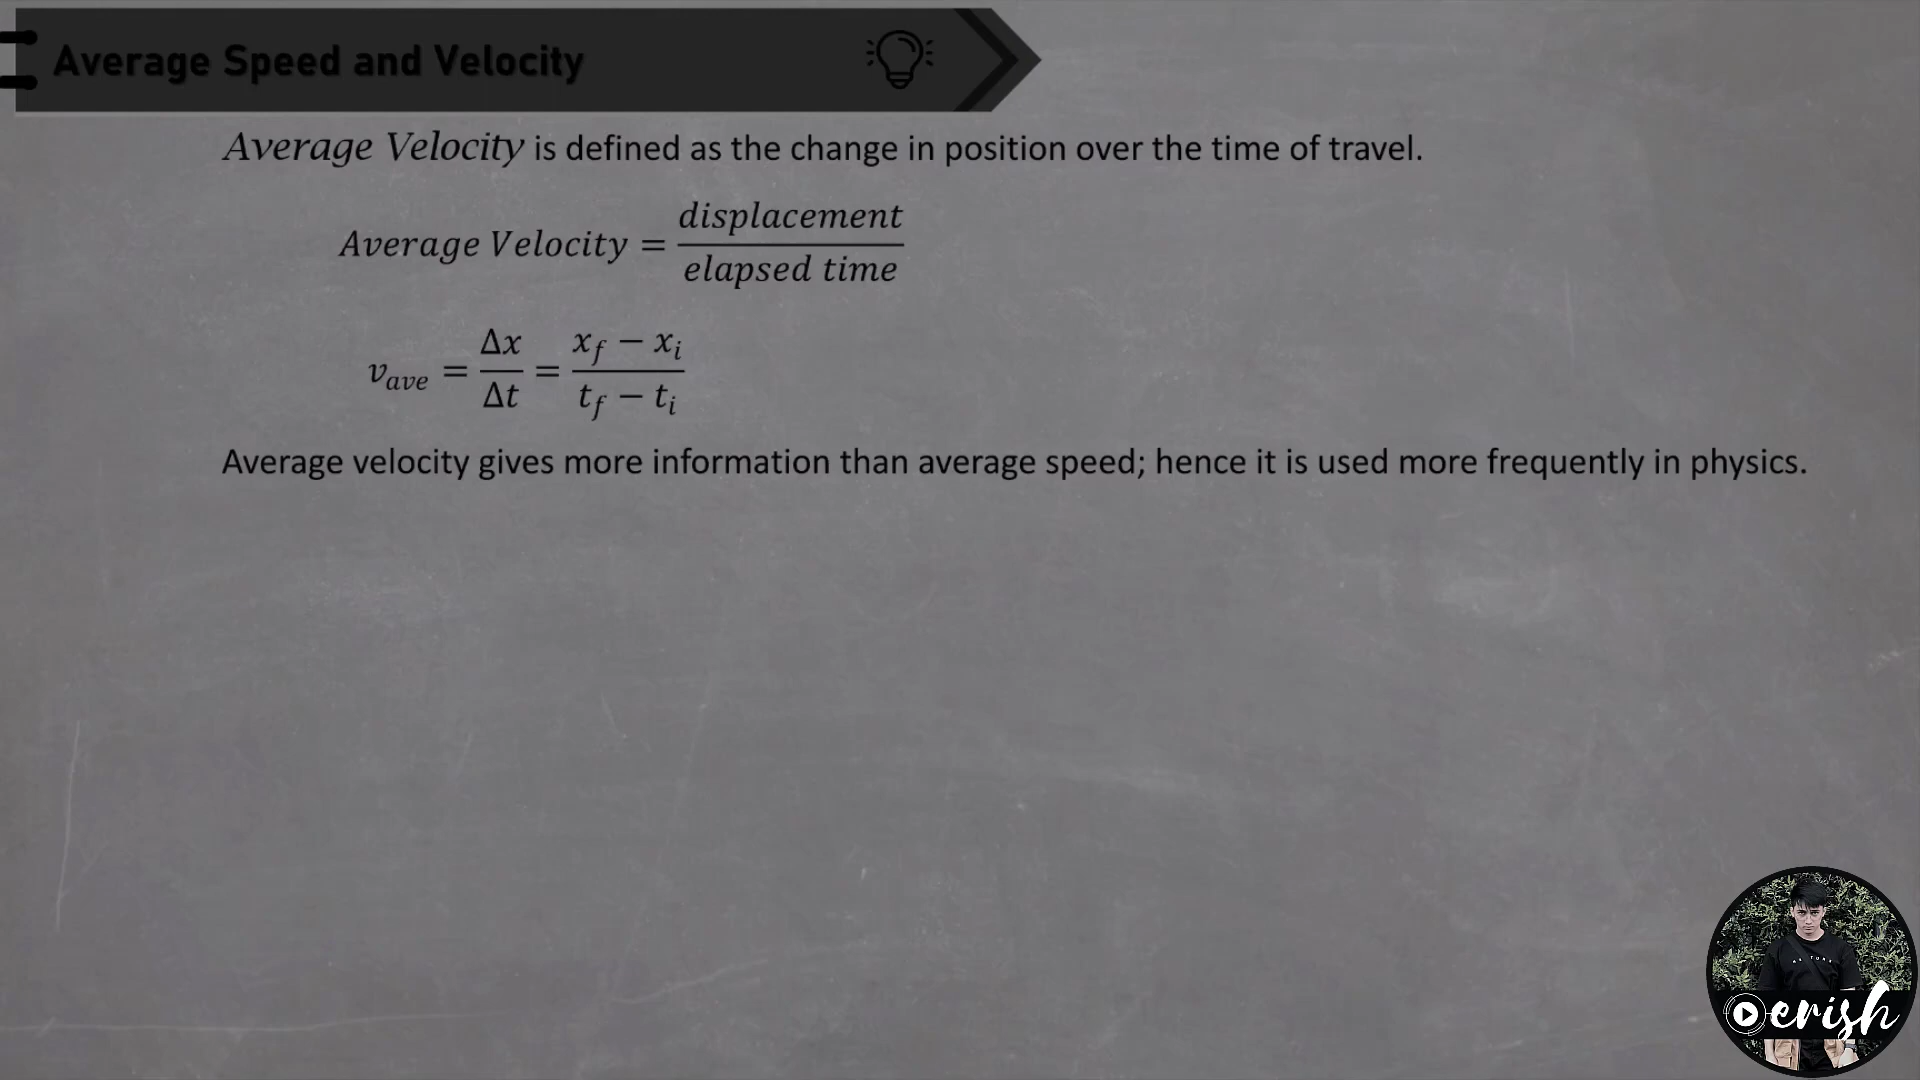 Average Speed and Velocity
Average Velocity is defined as the change in position over the time of travel.
Average Velocity = displacement / elapsed time
v_ave = Δx / Δt = (x_f − x_i) / (t_f − t_i)
Average velocity gives more information than average speed; hence it is used more frequently in physics.
erish